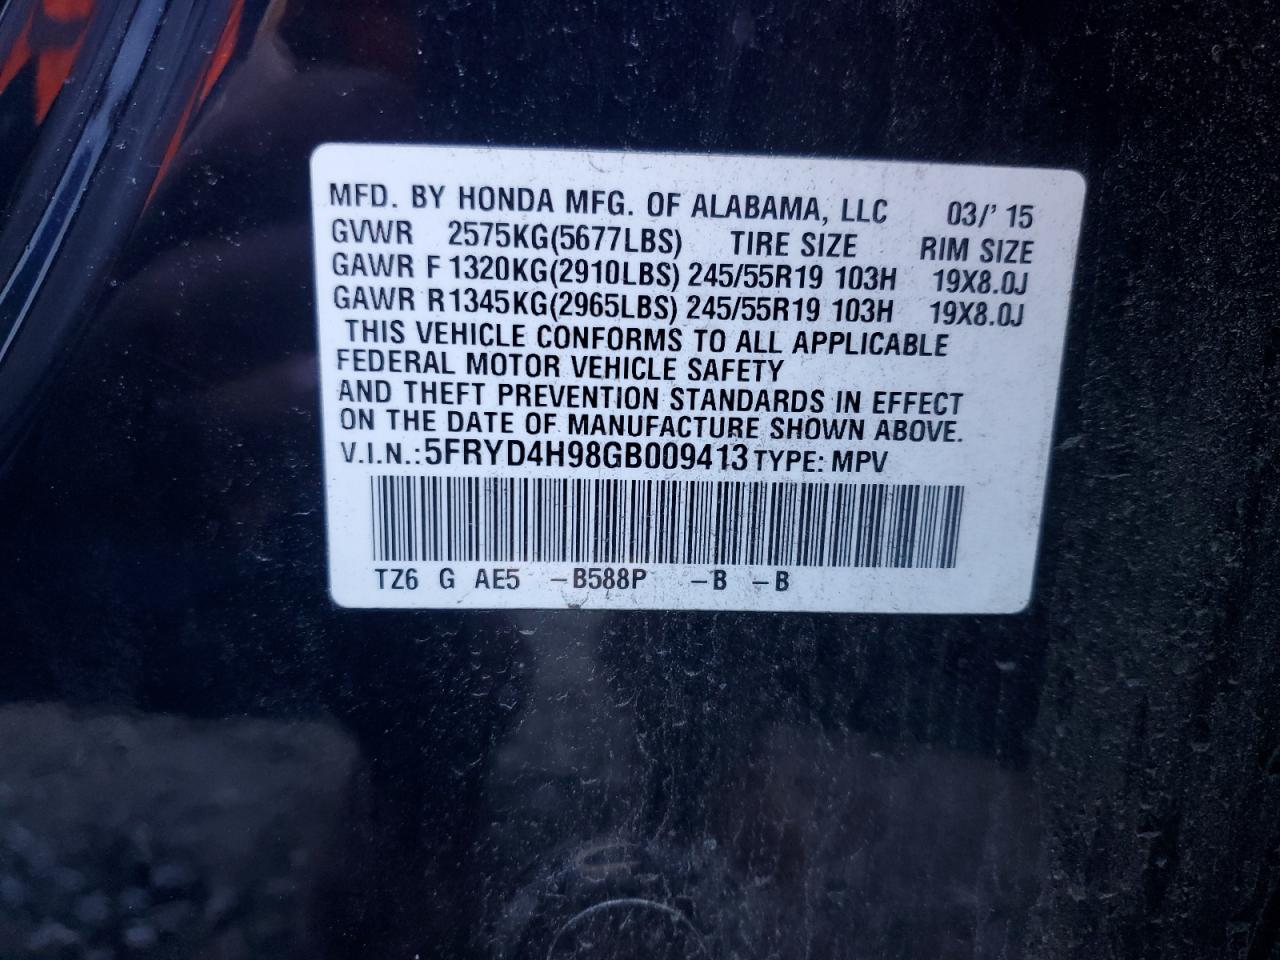 MFD. BY HONDA MFG. OF ALABAMA, LLC 03/'15
GVWR 2575KG(5677LBS) TIRE SIZE RIM SIZE
GAWR F 1320KG(2910LBS) 245/55R19 103H 19X8.0J
GAWR R 1345KG(2965LBS) 245/55R19 103H 19X8.0J
THIS VEHICLE CONFORMS TO ALL APPLICABLE
FEDERAL MOTOR VEHICLE SAFETY
AND THEFT PREVENTION STANDARDS IN EFFECT
ON THE DATE OF MANUFACTURE SHOWN ABOVE.
V.I.N.: 5FRYD4H98GB009413 TYPE: MPV
TZ6 G AE5 -B588P -B -B